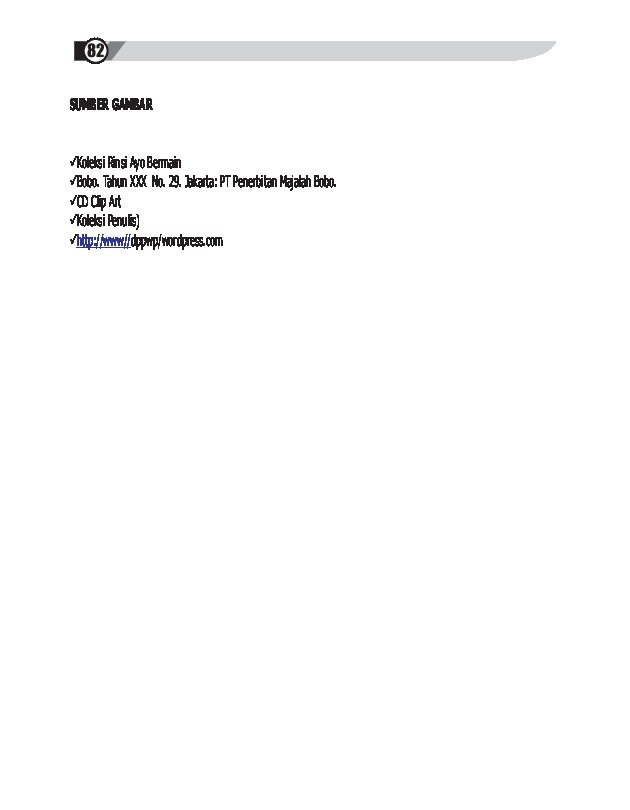 82
SUMBER GAMBAR
✓Koleksi Rinsi Ayo Bermain
✓Bobo. Tahun XXX No. 29. Jakarta: PT Penerbitan Majalah Bobo.
✓CD Clip Art
✓Koleksi Penulis)
✓http://www//dppwp/wordpress.com